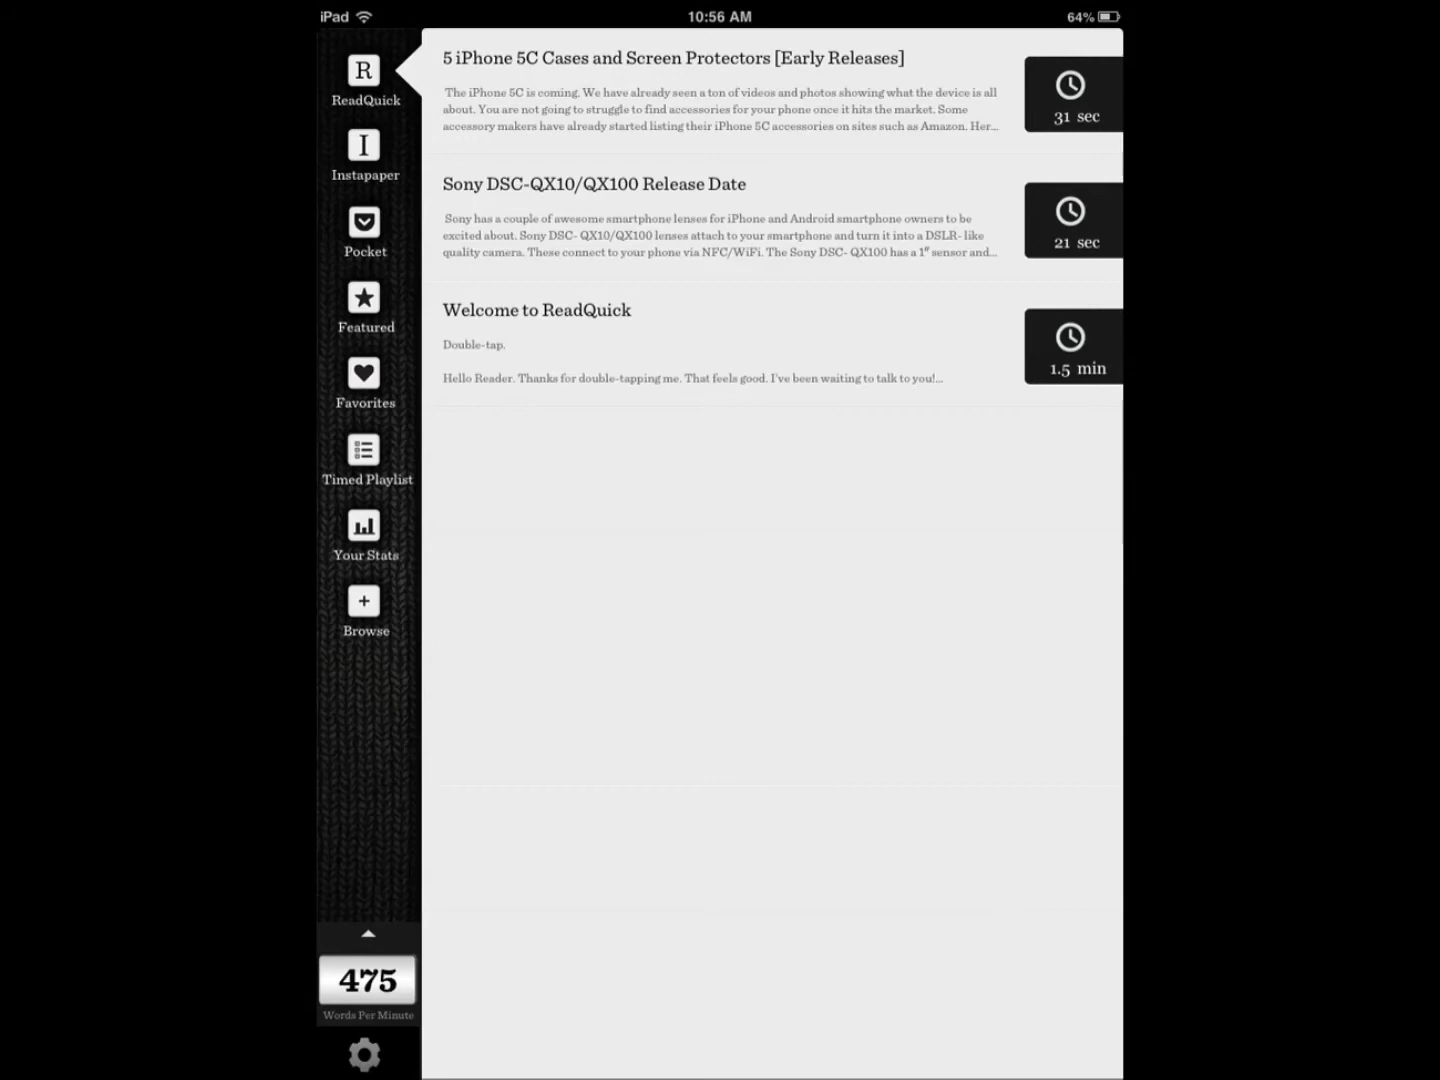 iPad
10:56 AM
64%
R
ReadQuick
I
Instapaper
Pocket
Featured
Favorites
Timed Playlist
Your Stats
+
Browse
475
Words Per Minute
5 iPhone 5C Cases and Screen Protectors [Early Releases]
The iPhone 5C is coming. We have already seen a ton of videos and photos showing what the device is all
about. You are not going to struggle to find accessories for your phone once it hits the market. Some
accessory makers have already started listing their iPhone 5C accessories on sites such as Amazon. Her...
31 sec
Sony DSC-QX10/QX100 Release Date
Sony has a couple of awesome smartphone lenses for iPhone and Android smartphone owners to be
excited about. Sony DSC- QX10/QX100 lenses attach to your smartphone and turn it into a DSLR- like
quality camera. These connect to your phone via NFC/WiFi. The Sony DSC- QX100 has a 1″ sensor and...
21 sec
Welcome to ReadQuick
Double-tap.
Hello Reader. Thanks for double-tapping me. That feels good. I've been waiting to talk to you!...
1.5 min